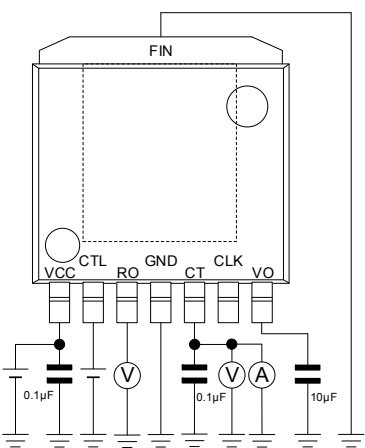 FIN
CTL GND CLK
VCC RO CT VO
V V A
0.1μF 0.1μF 10μF